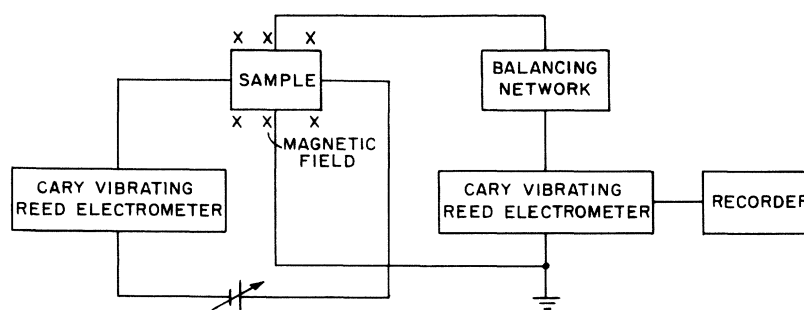 X X X
SAMPLE
X X X
MAGNETIC
FIELD
BALANCING
NETWORK
CARY VIBRATING
REED ELECTROMETER
CARY VIBRATING
REED ELECTROMETER
RECORDER